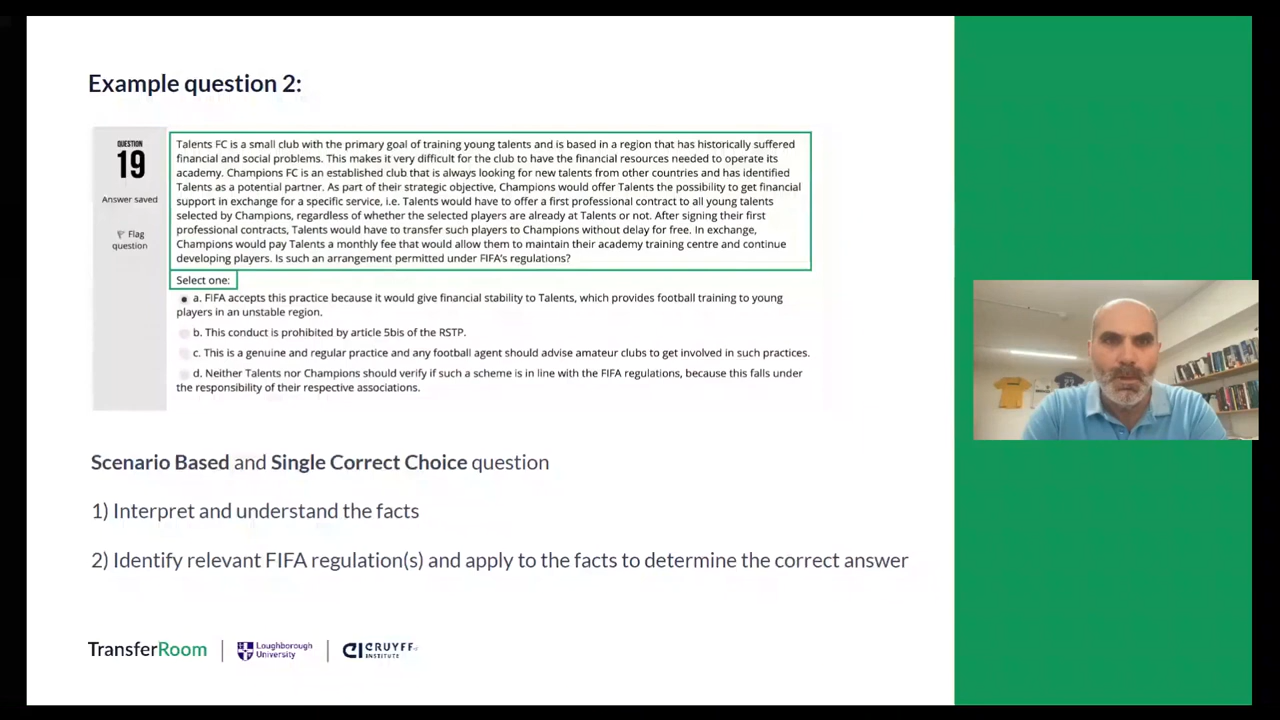 Example question 2:
QUESTION
19
Answer saved
Flag
question
Talents FC is a small club with the primary goal of training young talents and is based in a region that has historically suffered
financial and social problems. This makes it very difficult for the club to have the financial resources needed to operate its
academy. Champions FC is an established club that is always looking for new talents from other countries and has identified
Talents as a potential partner. As part of their strategic objective, Champions would offer Talents the possibility to get financial
support in exchange for a specific service, i.e. Talents would have to offer a first professional contract to all young talents
selected by Champions, regardless of whether the selected players are already at Talents or not. After signing their first
professional contracts, Talents would have to transfer such players to Champions without delay for free. In exchange,
Champions would pay Talents a monthly fee that would allow them to maintain their academy training centre and continue
developing players. Is such an arrangement permitted under FIFA's regulations?
Select one:
a. FIFA accepts this practice because it would give financial stability to Talents, which provides football training to young
players in an unstable region.
b. This conduct is prohibited by article 5bis of the RSTP.
c. This is a genuine and regular practice and any football agent should advise amateur clubs to get involved in such practices.
d. Neither Talents nor Champions should verify if such a scheme is in line with the FIFA regulations, because this falls under
the responsibility of their respective associations.
Scenario Based and Single Correct Choice question
1) Interpret and understand the facts
2) Identify relevant FIFA regulation(s) and apply to the facts to determine the correct answer
TransferRoom
Loughborough
University
CRUYFF
INSTITUTE